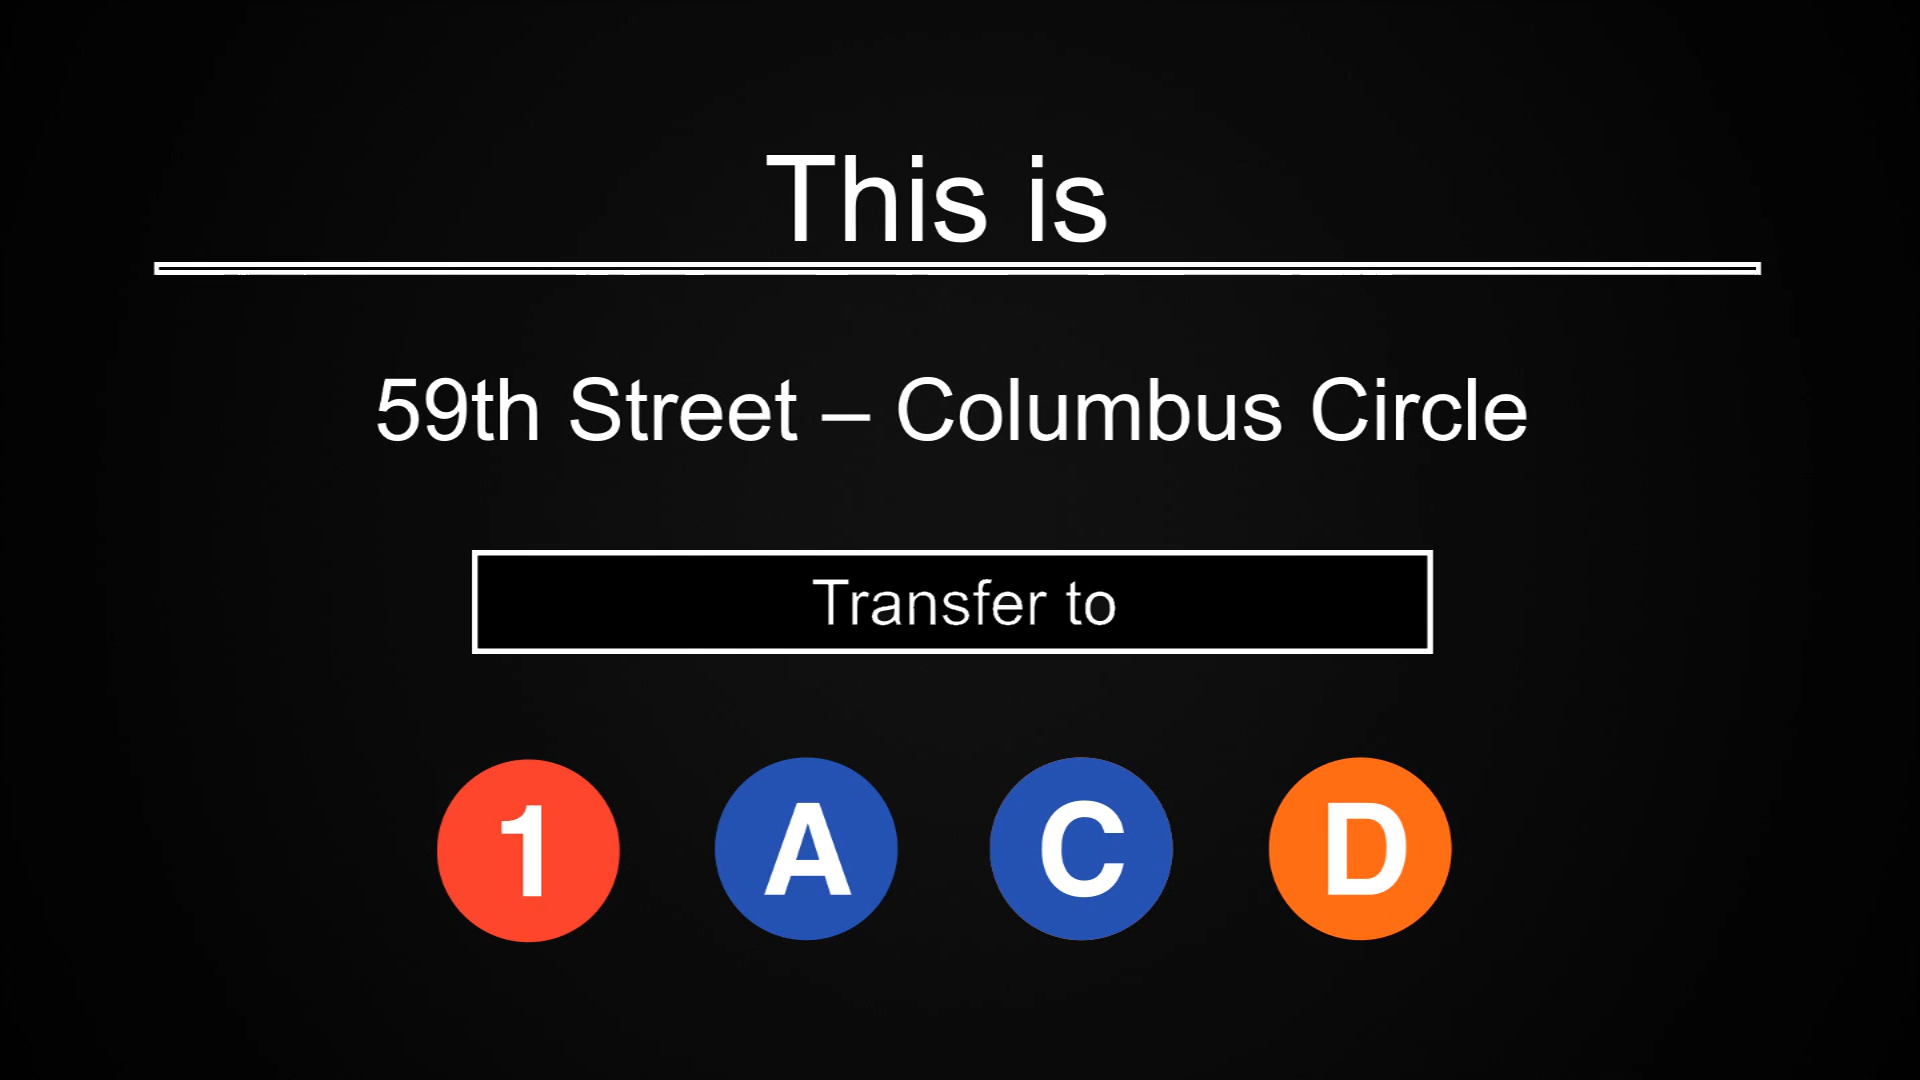 This is
59th Street – Columbus Circle
Transfer to
1 A C D